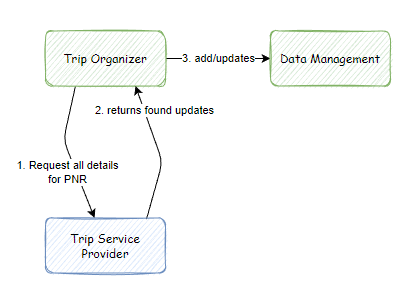 Trip Organizer
3. add/updates
Data Management
2. returns found updates
1. Request all details
for PNR
Trip Service
Provider